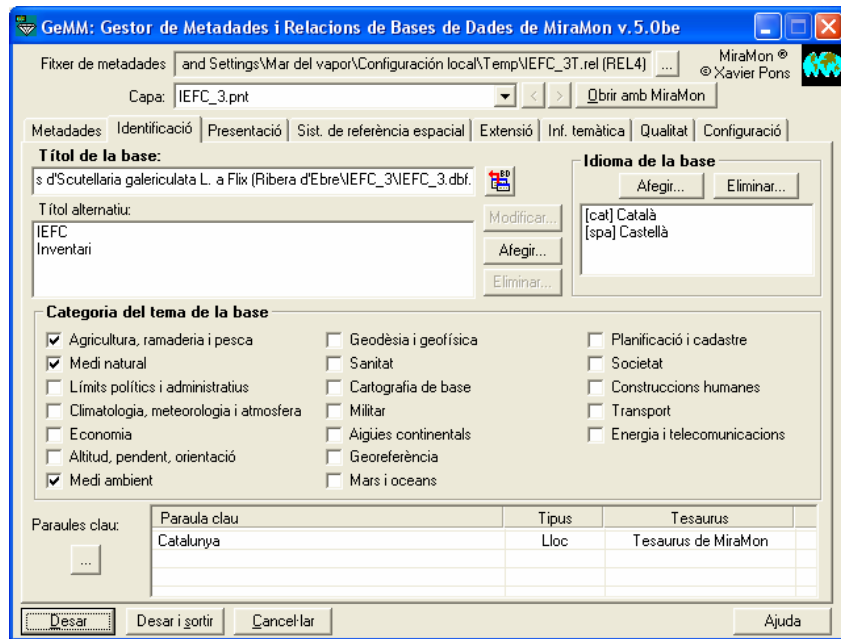 GeMM: Gestor de Metadades i Relacions de Bases de Dades de MiraMon v.5.0be
Fitxer de metadades and Settings\Mar del vapor\Configuración local\Temp\IEFC_3T.rel (REL4) ... MiraMon ®
© Xavier Pons
Capa: IEFC_3.pnt < > Obrir amb MiraMon
Metadades Identificació Presentació Sist. de referència espacial Extensió Inf. temàtica Qualitat Configuració
Títol de la base:
s d'Scutellaria galericulata L. a Flix (Ribera d'Ebre\IEFC_3\IEFC_3.dbf. BD
Títol alternatiu:
IEFC
Inventari
Modificar...
Afegir...
Eliminar...
Idioma de la base
Afegir... Eliminar...
[cat] Català
[spa] Castellà
Categoria del tema de la base
Agricultura, ramaderia i pesca
Medi natural
Límits polítics i administratius
Climatologia, meteorologia i atmosfera
Economia
Altitud, pendent, orientació
Medi ambient
Geodèsia i geofísica
Sanitat
Cartografia de base
Militar
Aigües continentals
Georeferència
Mars i oceans
Planificació i cadastre
Societat
Construccions humanes
Transport
Energia i telecomunicacions
Paraules clau:
...
Paraula clau Tipus Tesaurus
Catalunya Lloc Tesaurus de MiraMon
Desar Desar i sortir Cancel·lar Ajuda